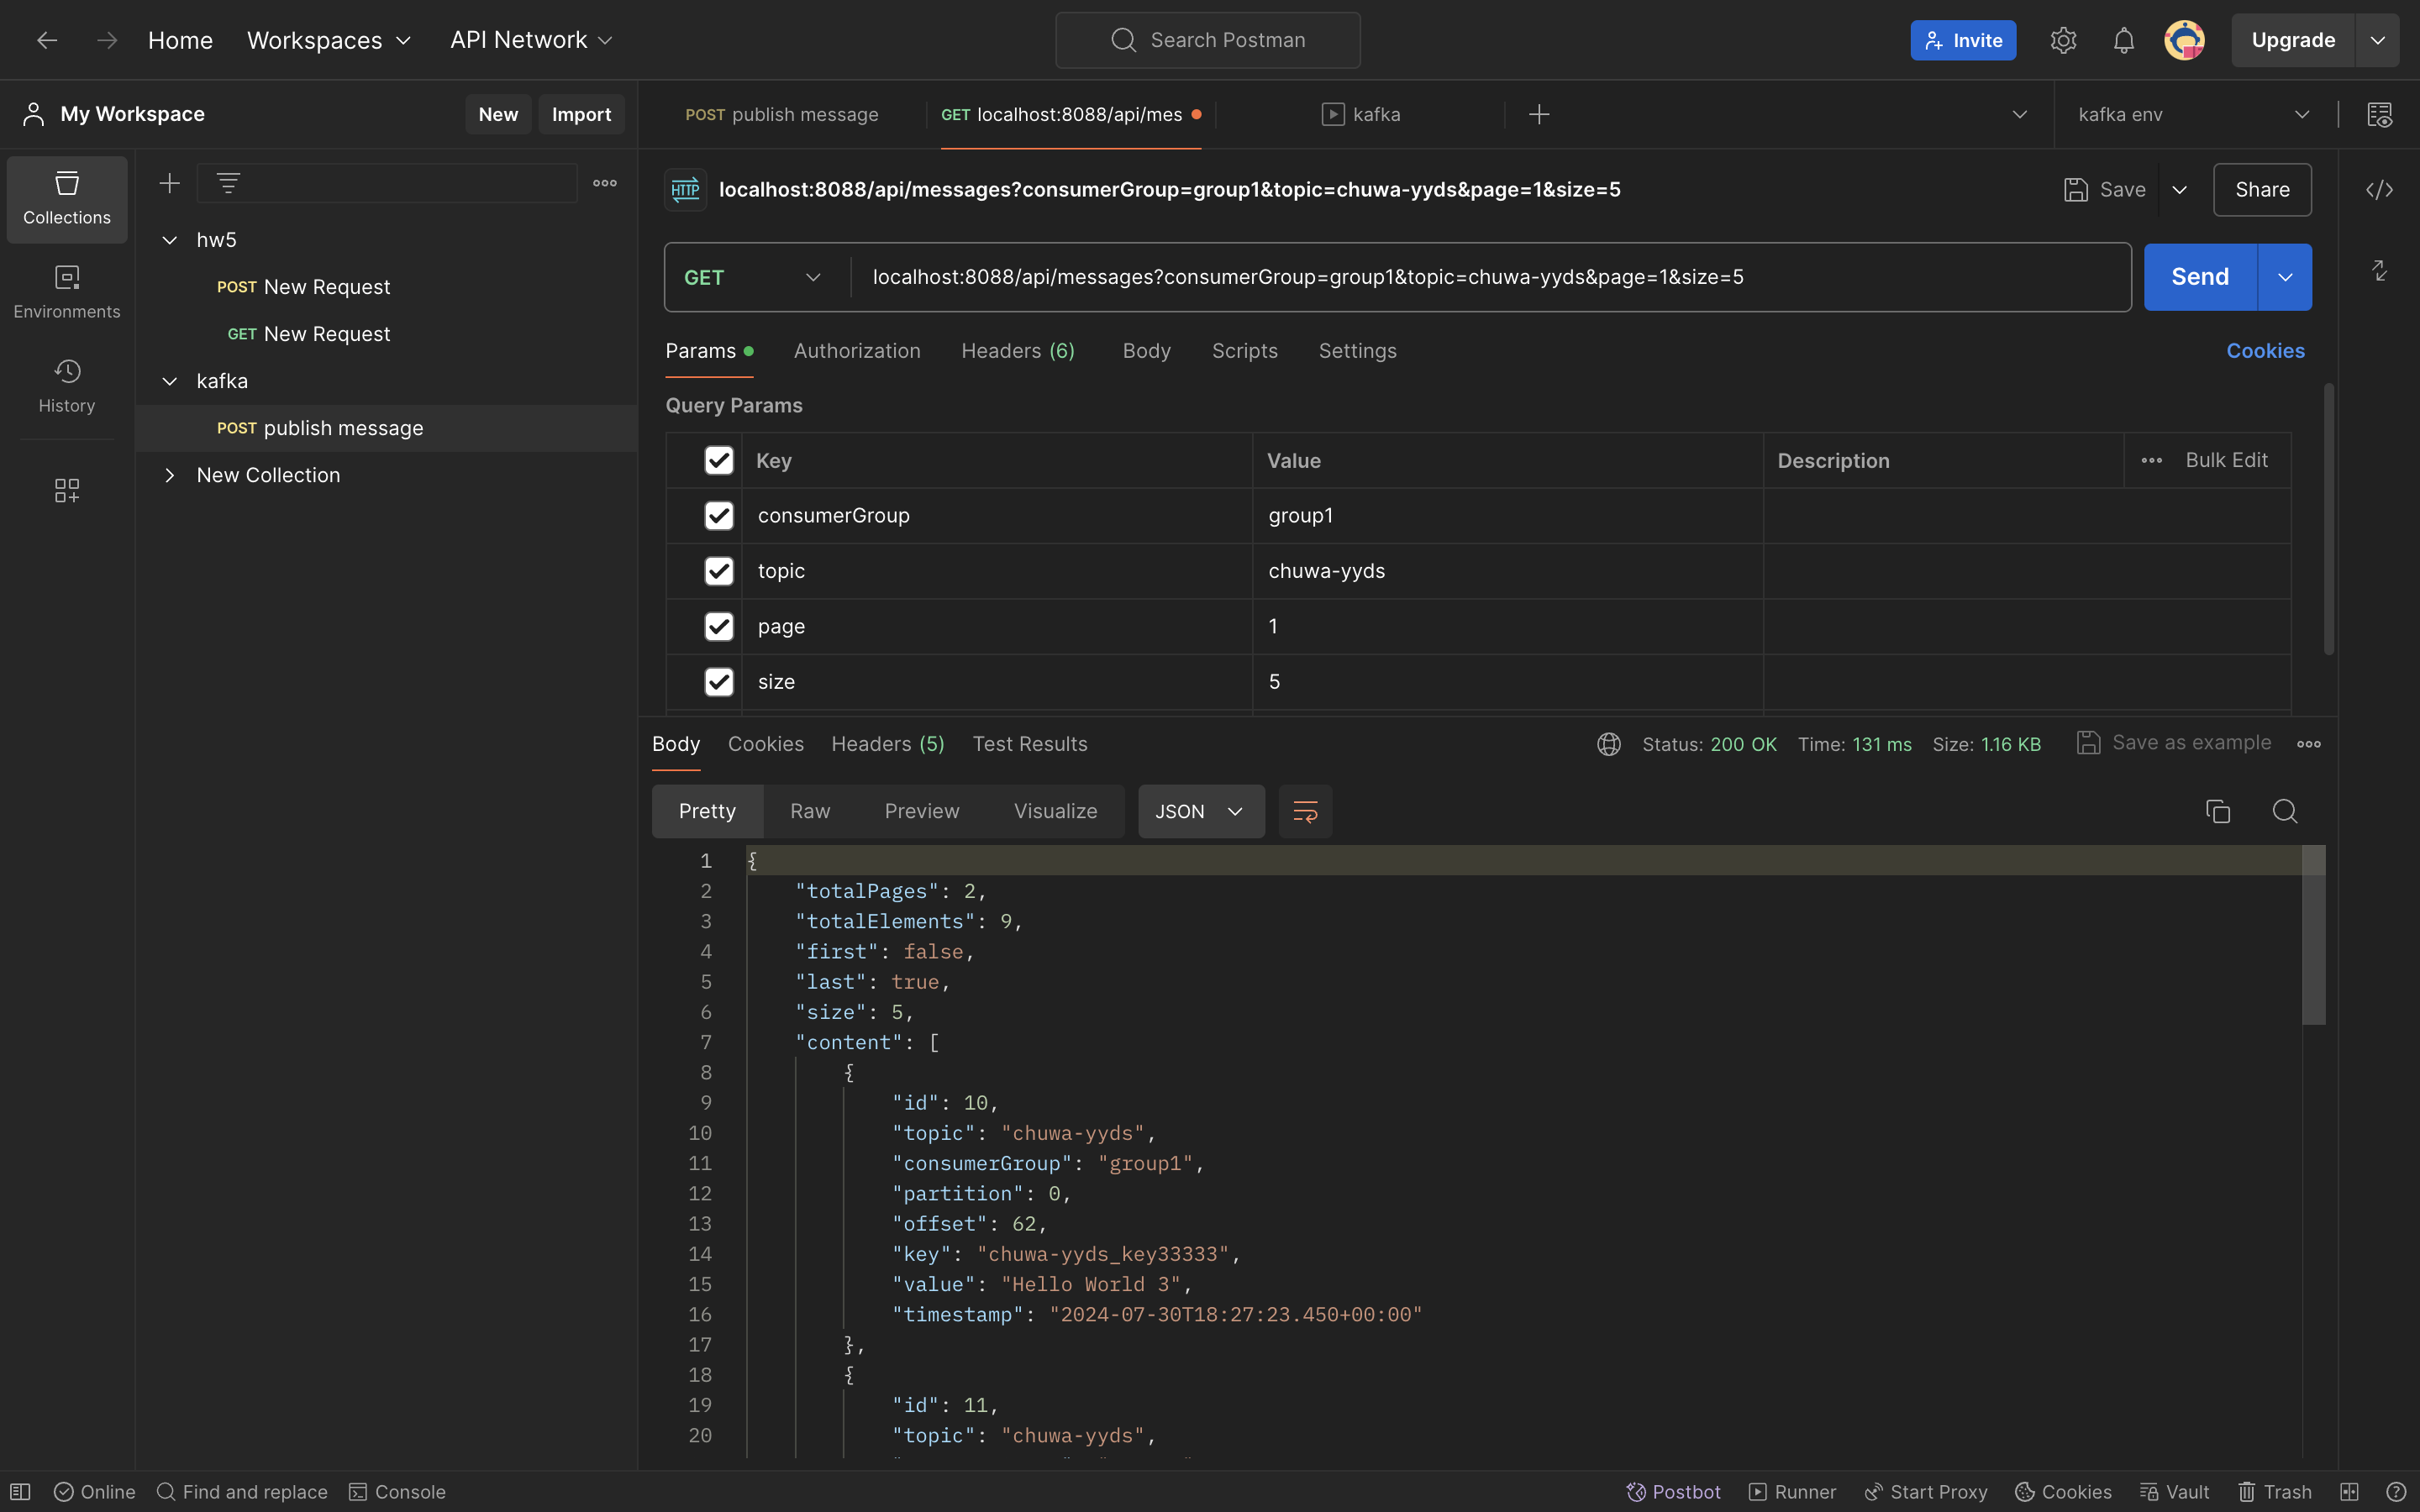 Home Workspaces API Network Search Postman Invite Upgrade
My Workspace New Import
POST publish message GET localhost:8088/api/mes kafka kafka env
Collections
Environments
History
hw5
POST New Request
GET New Request
kafka
POST publish message
New Collection
HTTP localhost:8088/api/messages?consumerGroup=group1&topic=chuwa-yyds&page=1&size=5 Save Share
GET localhost:8088/api/messages?consumerGroup=group1&topic=chuwa-yyds&page=1&size=5 Send
Params Authorization Headers (6) Body Scripts Settings Cookies
Query Params
Key Value Description Bulk Edit
consumerGroup group1
topic chuwa-yyds
page 1
size 5
Body Cookies Headers (5) Test Results Status: 200 OK Time: 131 ms Size: 1.16 KB Save as example
Pretty Raw Preview Visualize JSON
1 {
2 "totalPages": 2,
3 "totalElements": 9,
4 "first": false,
5 "last": true,
6 "size": 5,
7 "content": [
8 {
9 "id": 10,
10 "topic": "chuwa-yyds",
11 "consumerGroup": "group1",
12 "partition": 0,
13 "offset": 62,
14 "key": "chuwa-yyds_key33333",
15 "value": "Hello World 3",
16 "timestamp": "2024-07-30T18:27:23.450+00:00"
17 },
18 {
19 "id": 11,
20 "topic": "chuwa-yyds",
Online Find and replace Console Postbot Runner Start Proxy Cookies Vault Trash